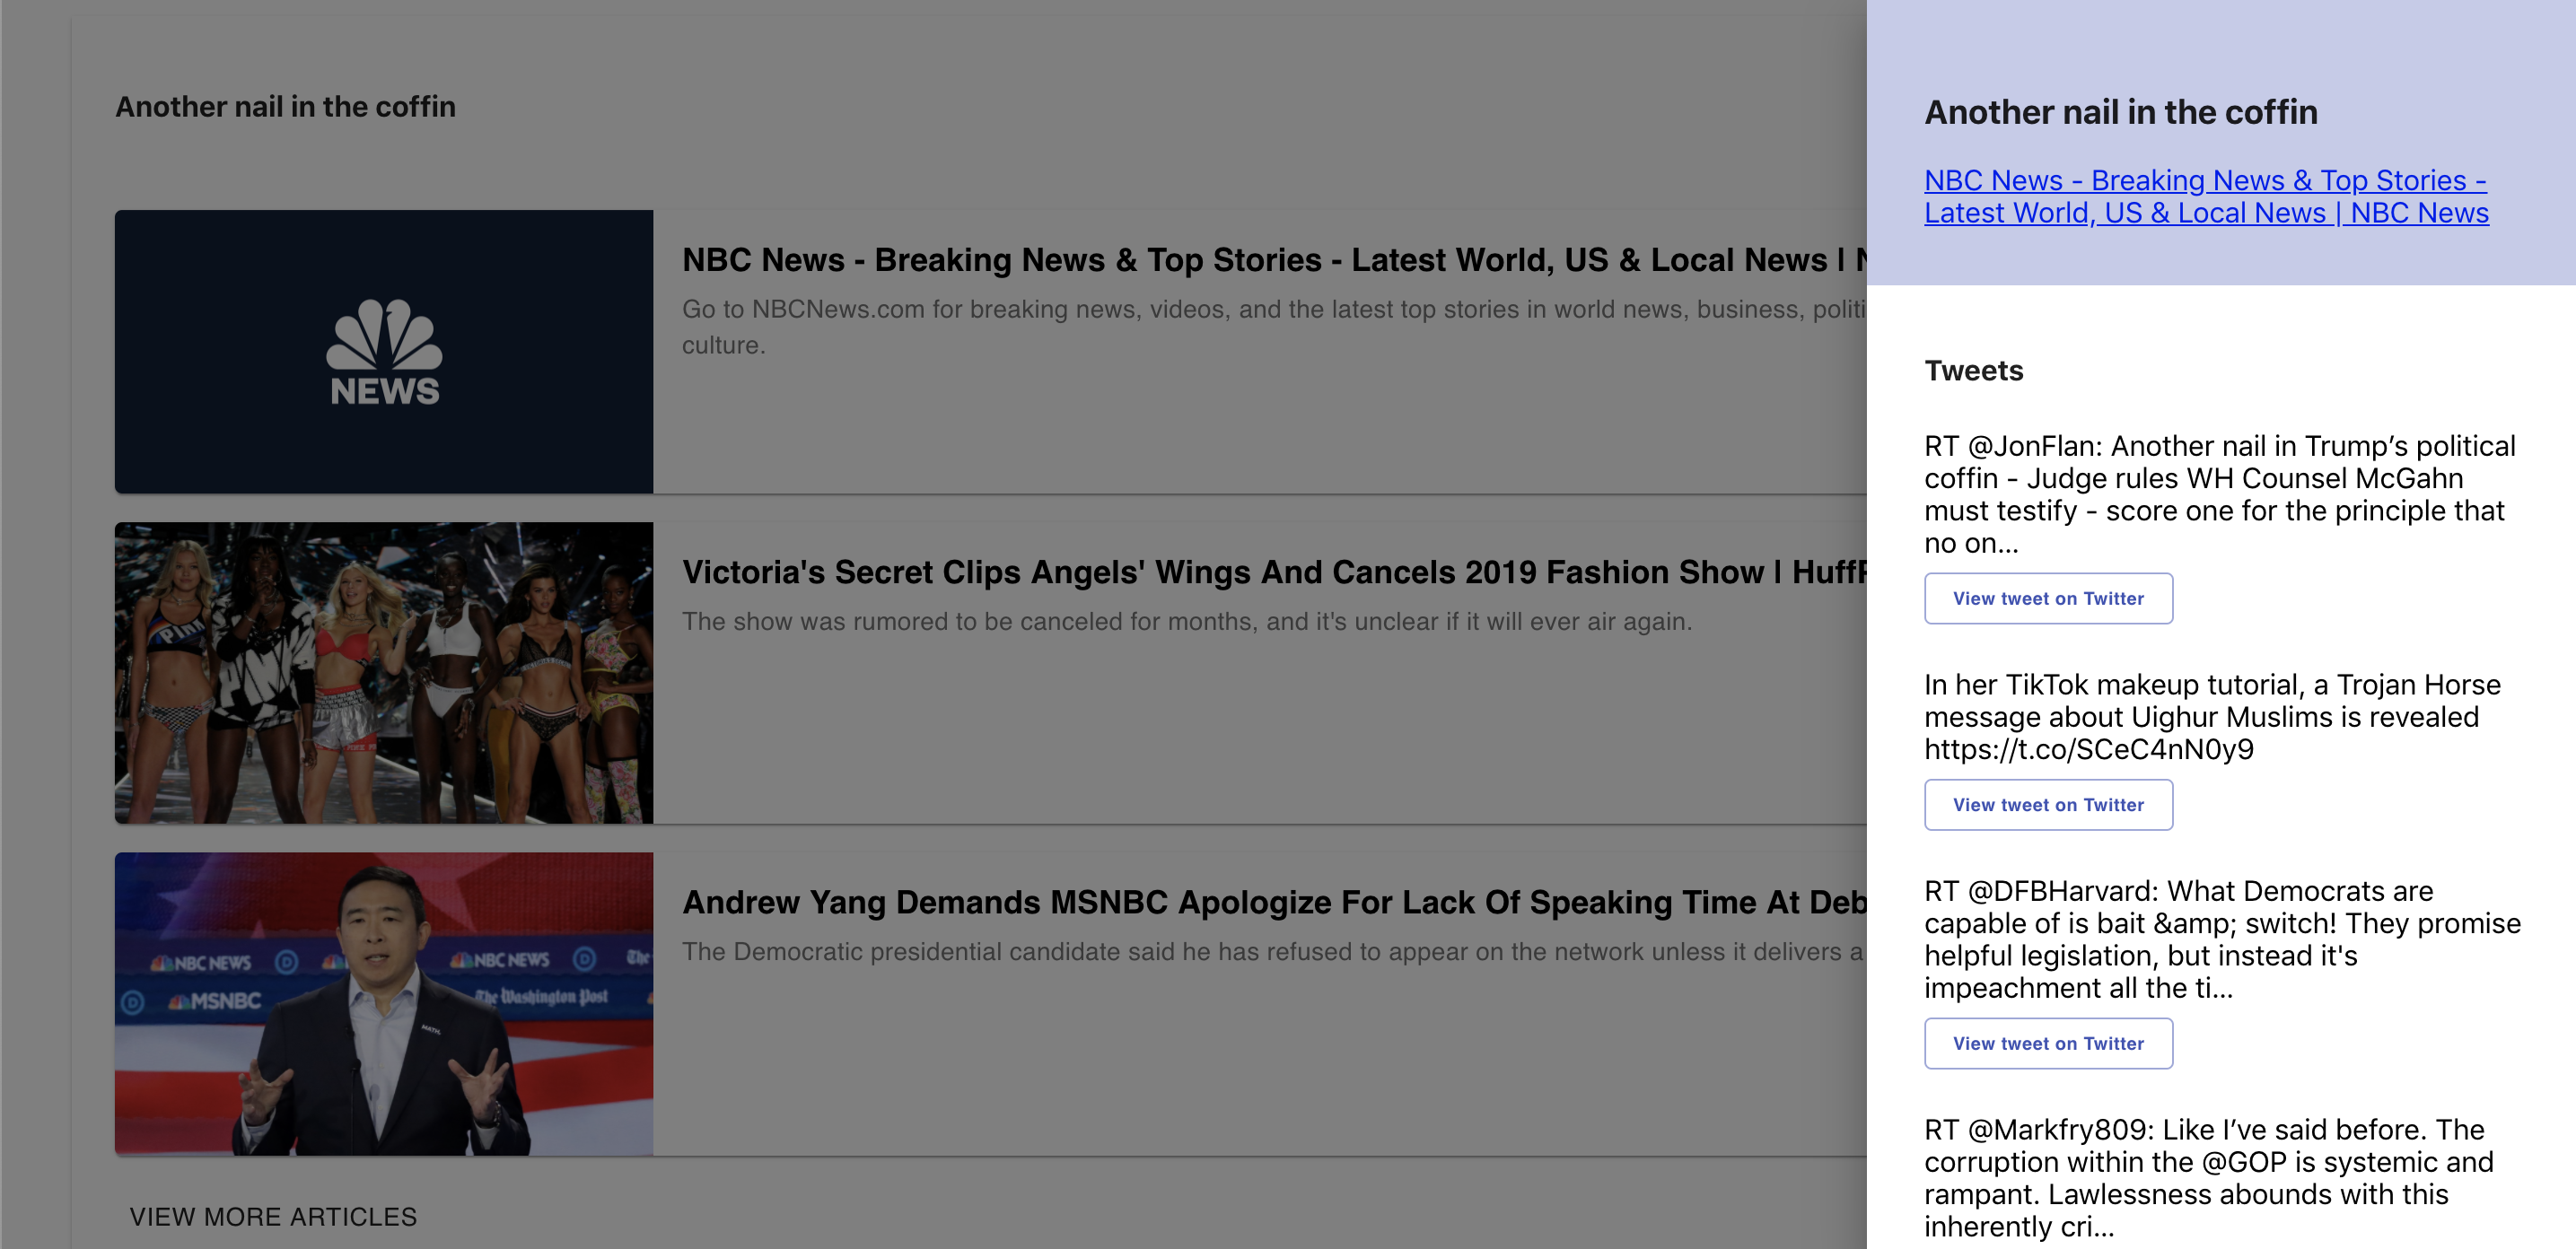 Another nail in the coffin
NEWS
NBC News - Breaking News & Top Stories - Latest World, US & Local News |
Go to NBCNews.com for breaking news, videos, and the latest top stories in world news, business,
culture.
PINK
Victoria's Secret Clips Angels' Wings And Cancels 2019 Fashion Show |
The show was rumored to be canceled for months, and it's unclear if it will ever air again.
NBC NEWS D NBC NEWS D The
D MSNBC The Washington Post
MATH.
Andrew Yang Demands MSNBC Apologize For Lack Of Speaking Time At
The Democratic presidential candidate said he has refused to appear on the network unless it delivers a
VIEW MORE ARTICLES
Another nail in the coffin
NBC News - Breaking News & Top Stories -
Latest World, US & Local News | NBC News
Tweets
RT @JonFlan: Another nail in Trump’s political
coffin - Judge rules WH Counsel McGahn
must testify - score one for the principle that
no on…
View tweet on Twitter
In her TikTok makeup tutorial, a Trojan Horse
message about Uighur Muslims is revealed
https://t.co/SCeC4nN0y9
View tweet on Twitter
RT @DFBHarvard: What Democrats are
capable of is bait &amp; switch! They promise
helpful legislation, but instead it's
impeachment all the ti…
View tweet on Twitter
RT @Markfry809: Like I’ve said before. The
corruption within the @GOP is systemic and
rampant. Lawlessness abounds with this
inherently cri…